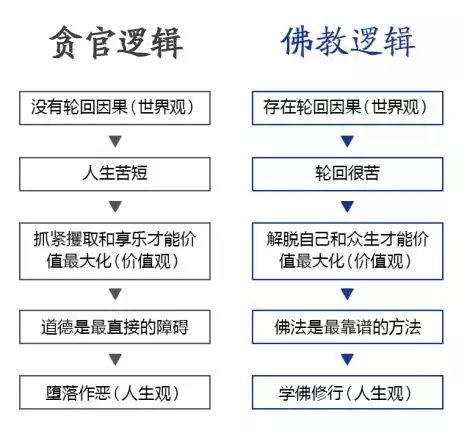 贪官逻辑
没有轮回因果(世界观)
人生苦短
抓紧攫取和享乐才能价
值最大化(价值观)
道德是最直接的障碍
堕落作恶(人生观)
佛教逻辑
存在轮回因果(世界观)
轮回很苦
解脱自己和众生才能价
值最大化(价值观)
佛法是最靠谱的方法
学佛修行(人生观)